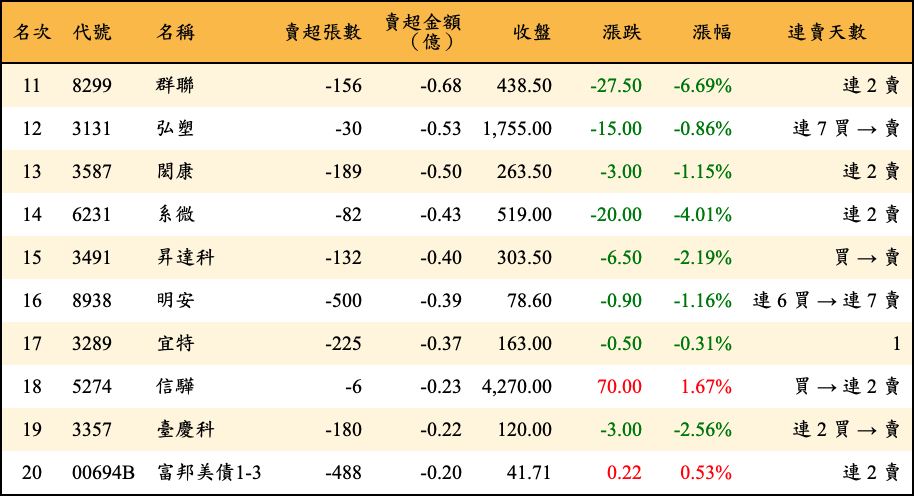 名次 代號 名稱 賣超張數 賣超金額（億） 收盤 漲跌 漲幅 連賣天數
11 8299 群聯 -156 -0.68 438.50 -27.50 -6.69% 連 2 賣
12 3131 弘塑 -30 -0.53 1,755.00 -15.00 -0.86% 連 7 買 → 賣
13 3587 閎康 -189 -0.50 263.50 -3.00 -1.15% 連 2 賣
14 6231 系微 -82 -0.43 519.00 -20.00 -4.01% 連 2 賣
15 3491 昇達科 -132 -0.40 303.50 -6.50 -2.19% 買 → 賣
16 8938 明安 -500 -0.39 78.60 -0.90 -1.16% 連 6 買 → 連 7 賣
17 3289 宜特 -225 -0.37 163.00 -0.50 -0.31% 1
18 5274 信驊 -6 -0.23 4,270.00 70.00 1.67% 買 → 連 2 賣
19 3357 臺慶科 -180 -0.22 120.00 -3.00 -2.56% 連 2 買 → 賣
20 00694B 富邦美債1-3 -488 -0.20 41.71 0.22 0.53% 連 2 賣